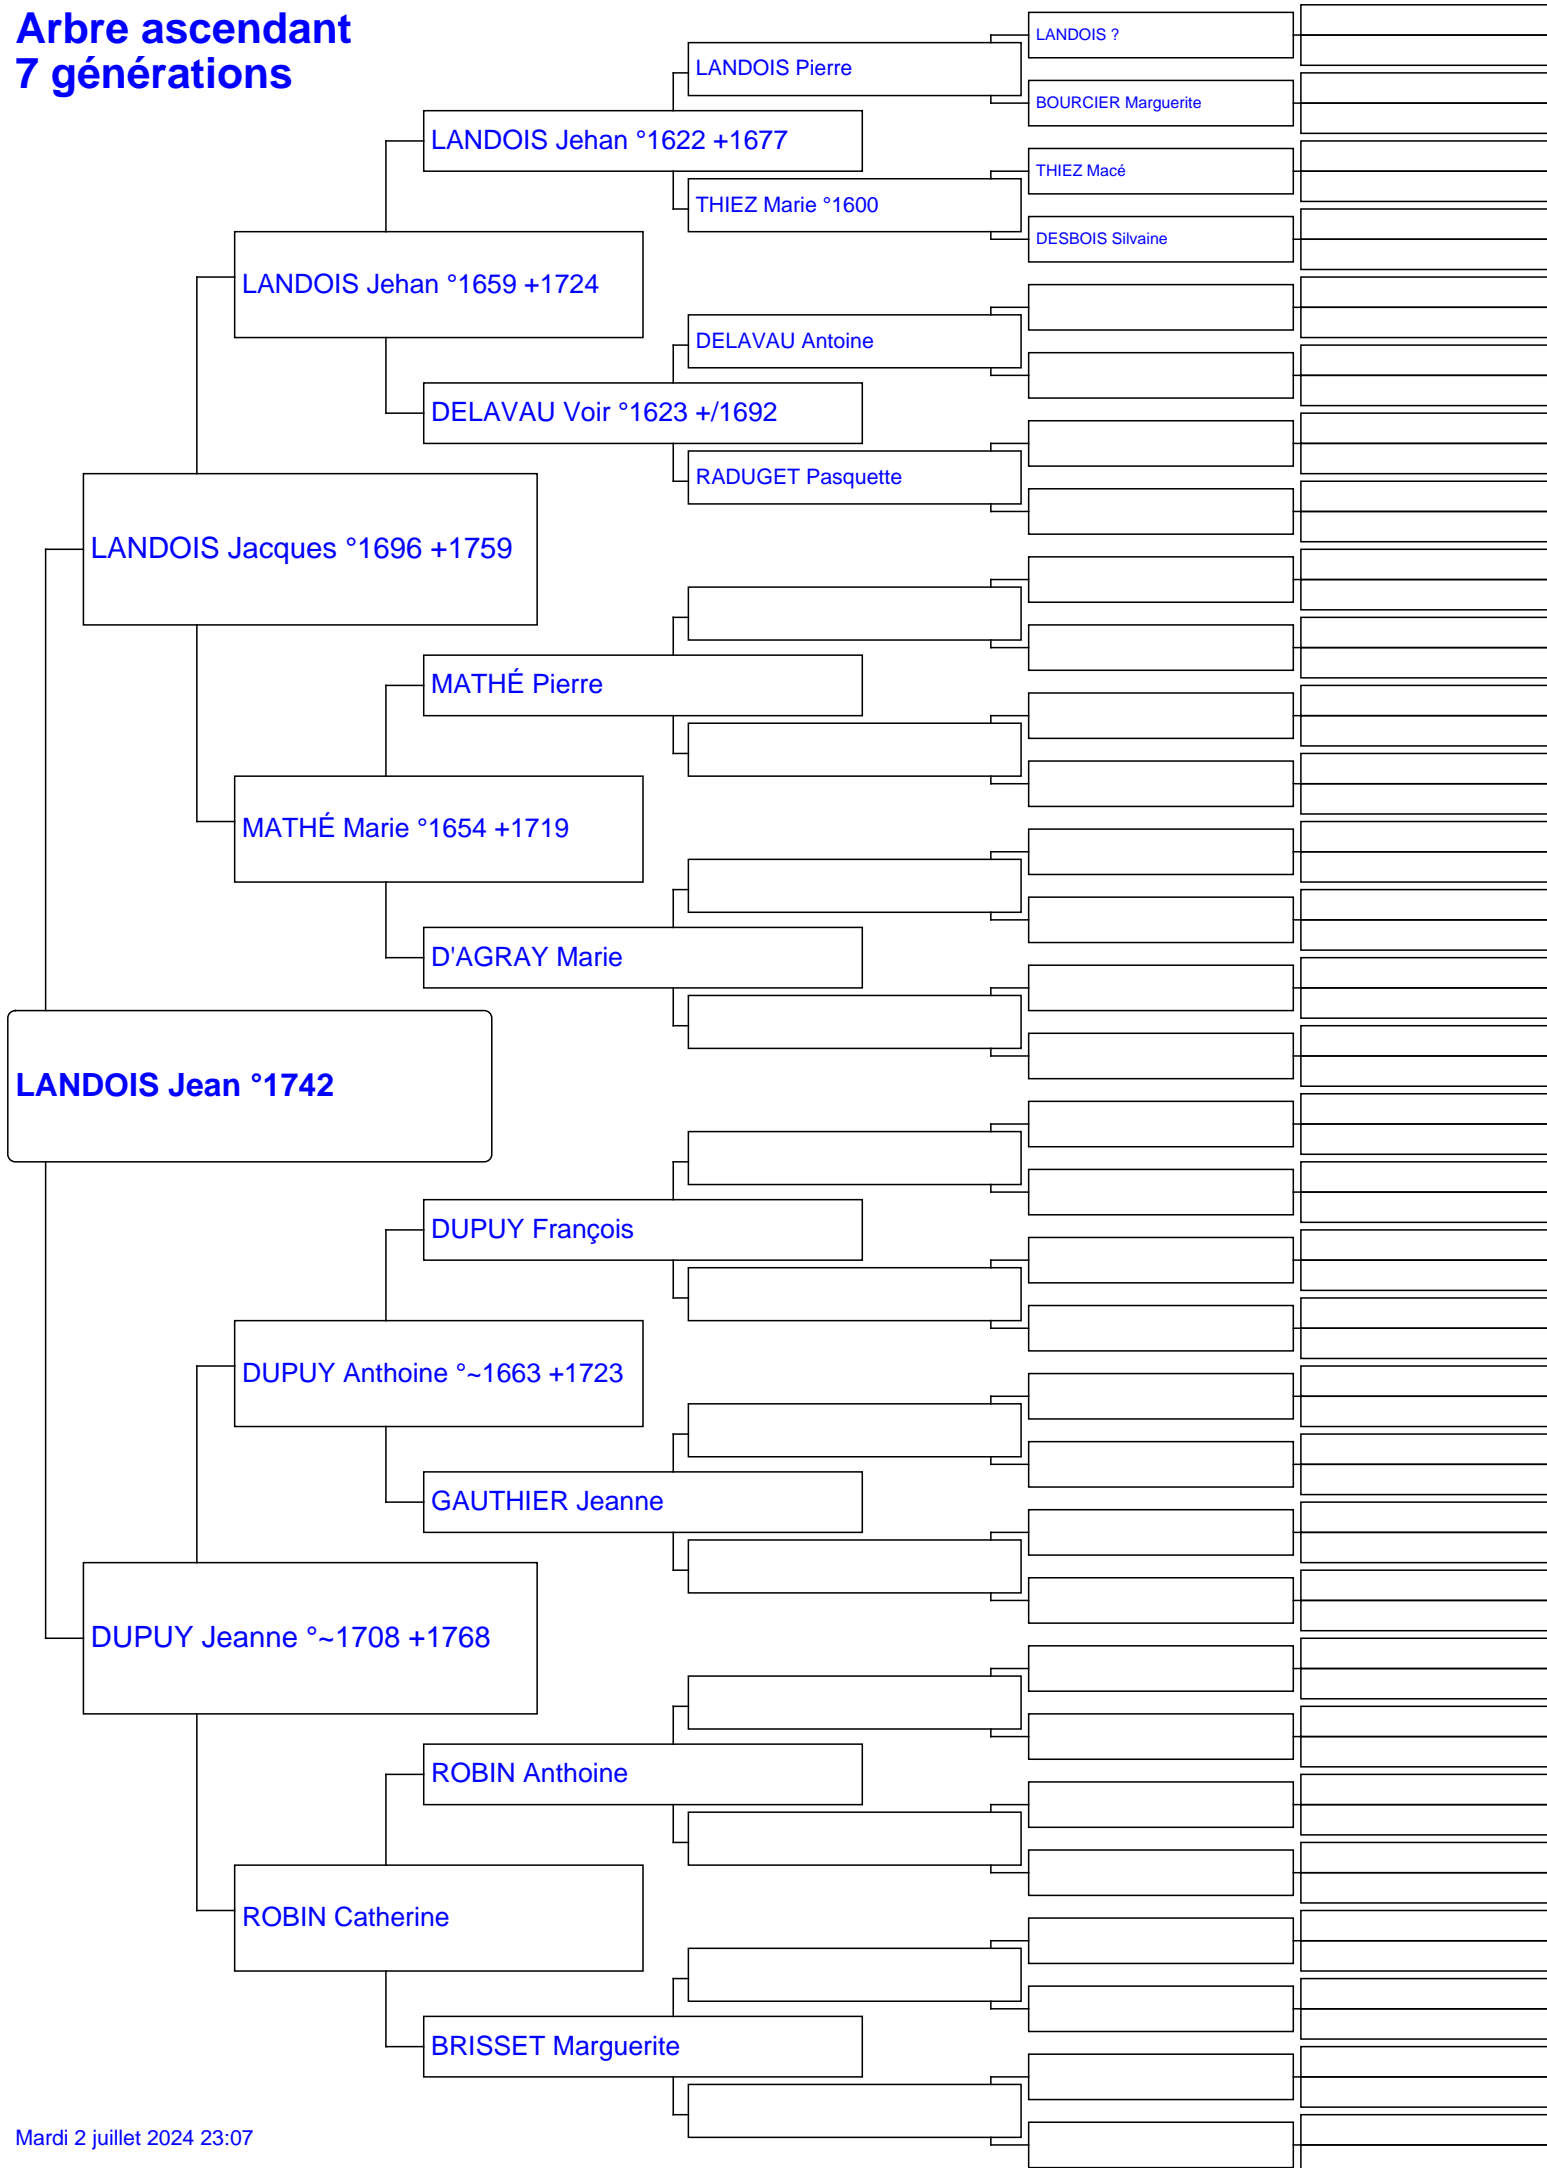 Arbre ascendant
7 générations
LANDOIS ?
LANDOIS Pierre
BOURCIER Marguerite
LANDOIS Jehan °1622 +1677
THIEZ Macé
THIEZ Marie °1600
DESBOIS Silvaine
LANDOIS Jehan °1659 +1724
DELAVAU Antoine
DELAVAU Voir °1623 +/1692
RADUGET Pasquette
LANDOIS Jacques °1696 +1759
MATHÉ Pierre
MATHÉ Marie °1654 +1719
D'AGRAY Marie
LANDOIS Jean °1742
DUPUY François
DUPUY Anthoine °~1663 +1723
GAUTHIER Jeanne
DUPUY Jeanne °~1708 +1768
ROBIN Anthoine
ROBIN Catherine
BRISSET Marguerite
Mardi 2 juillet 2024 23:07